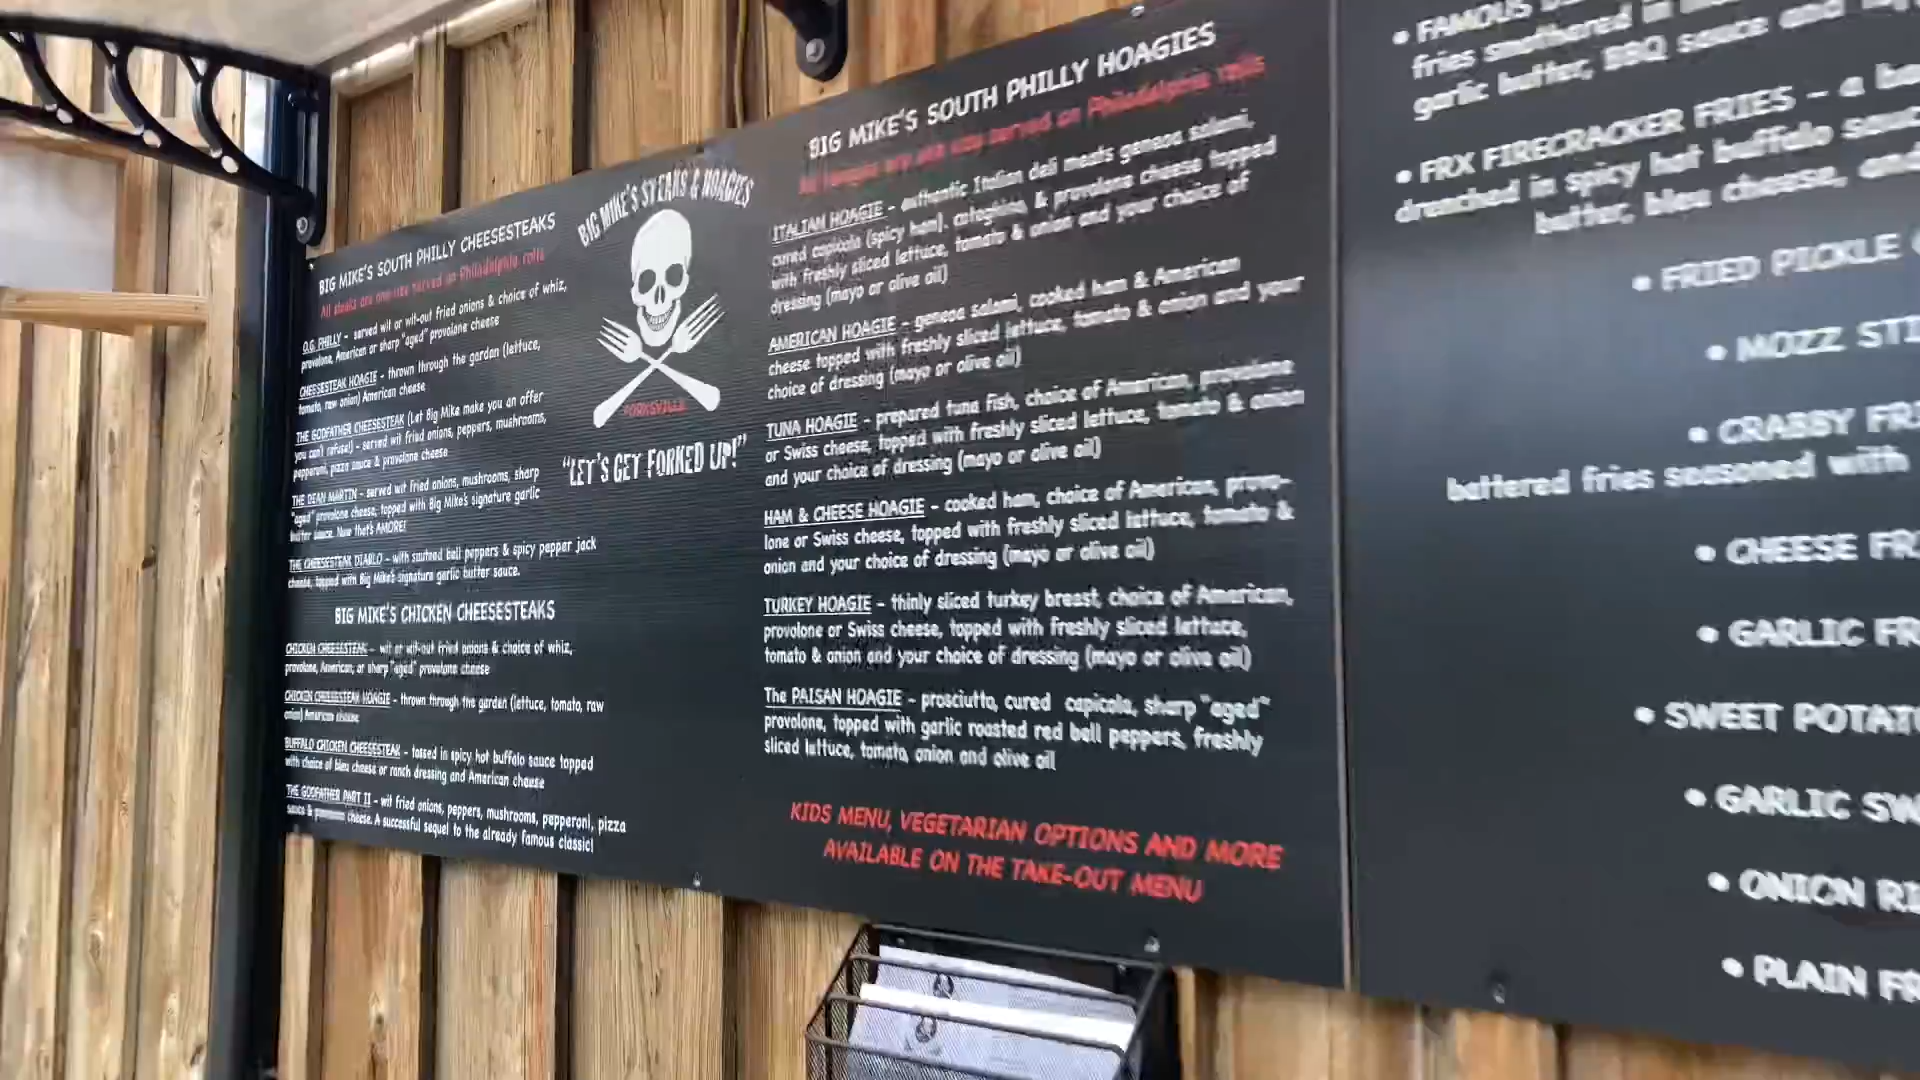 BIG MIKE'S SOUTH PHILLY CHEESESTEAKS
All steaks are one size served on Philadelphia rolls
O.G. PHILLY - served wit or wit-out fried onions & choice of whiz,
provolone, American or sharp "aged" provolone cheese
CHEESESTEAK HOAGIE - thrown through the garden (lettuce,
tomato, raw onion) American cheese
THE GODFATHER CHEESESTEAK (Let Big Mike make you an offer
you can't refuse!) - served wit fried onions, peppers, mushrooms,
pepperoni, pizza sauce & provolone cheese
THE DEAN MARTIN - served wit fried onions, mushrooms, sharp
"aged" provolone cheese, topped with Big Mike's signature garlic
butter sauce. Now that's AMORE!
THE CHEESESTEAK DIABLO - with sauteed bell peppers & spicy pepper jack
cheese, topped with Big Mike's signature garlic butter sauce.
BIG MIKE'S CHICKEN CHEESESTEAKS
CHICKEN CHEESESTEAK - wit or wit-out fried onions & choice of whiz,
provolone, American, or sharp "aged" provolone cheese
CHICKEN CHEESESTEAK HOAGIE - thrown through the garden (lettuce, tomato, raw
onion) American cheese
BUFFALO CHICKEN CHEESESTEAK - tossed in spicy hot buffalo sauce topped
with choice of bleu cheese or ranch dressing and American cheese
THE GODFATHER PART II - wit fried onions, peppers, mushrooms, pepperoni, pizza
sauce & provolone cheese. A successful sequel to the already famous classic!
BIG MIKE'S STEAKS & HOAGIES
YORKSVILLE
"LET'S GET FORKED UP!"
BIG MIKE'S SOUTH PHILLY HOAGIES
All hoagies are one size served on Philadelphia rolls
ITALIAN HOAGIE - authentic Italian deli meats genoa salami,
cured capicola (spicy ham), & provolone cheese topped
with freshly sliced lettuce, tomato & onion and your choice of
dressing (mayo or olive oil)
AMERICAN HOAGIE - genoa salami, cooked ham & American
cheese topped with freshly sliced lettuce, tomato & onion and your
choice of dressing (mayo or olive oil)
TUNA HOAGIE - prepared tuna fish, choice of American, provolone
or Swiss cheese, topped with freshly sliced lettuce, tomato & onion
and your choice of dressing (mayo or olive oil)
HAM & CHEESE HOAGIE - cooked ham, choice of American, provo-
lone or Swiss cheese, topped with freshly sliced lettuce, tomato &
onion and your choice of dressing (mayo or olive oil)
TURKEY HOAGIE - thinly sliced turkey breast, choice of American,
provolone or Swiss cheese, topped with freshly sliced lettuce,
tomato & onion and your choice of dressing (mayo or olive oil)
The PAISAN HOAGIE - prosciutto, cured capicola, sharp "aged"
provolone, topped with garlic roasted red bell peppers, freshly
sliced lettuce, tomato, onion and olive oil
KIDS MENU, VEGETARIAN OPTIONS AND MORE
AVAILABLE ON THE TAKE-OUT MENU
• FAMOUS
fries smothered in
garlic butter, BBQ sauce and
• FRX FIRECRACKER FRIES - a
drenched in spicy hot buffalo
butter, bleu cheese, and
• FRIED PICKLE
• MOZZ STI
• CRABBY FRI
battered fries seasoned with
• CHEESE FR
• GARLIC FR
• SWEET POTAT
• GARLIC SW
• ONION RI
• PLAIN FR